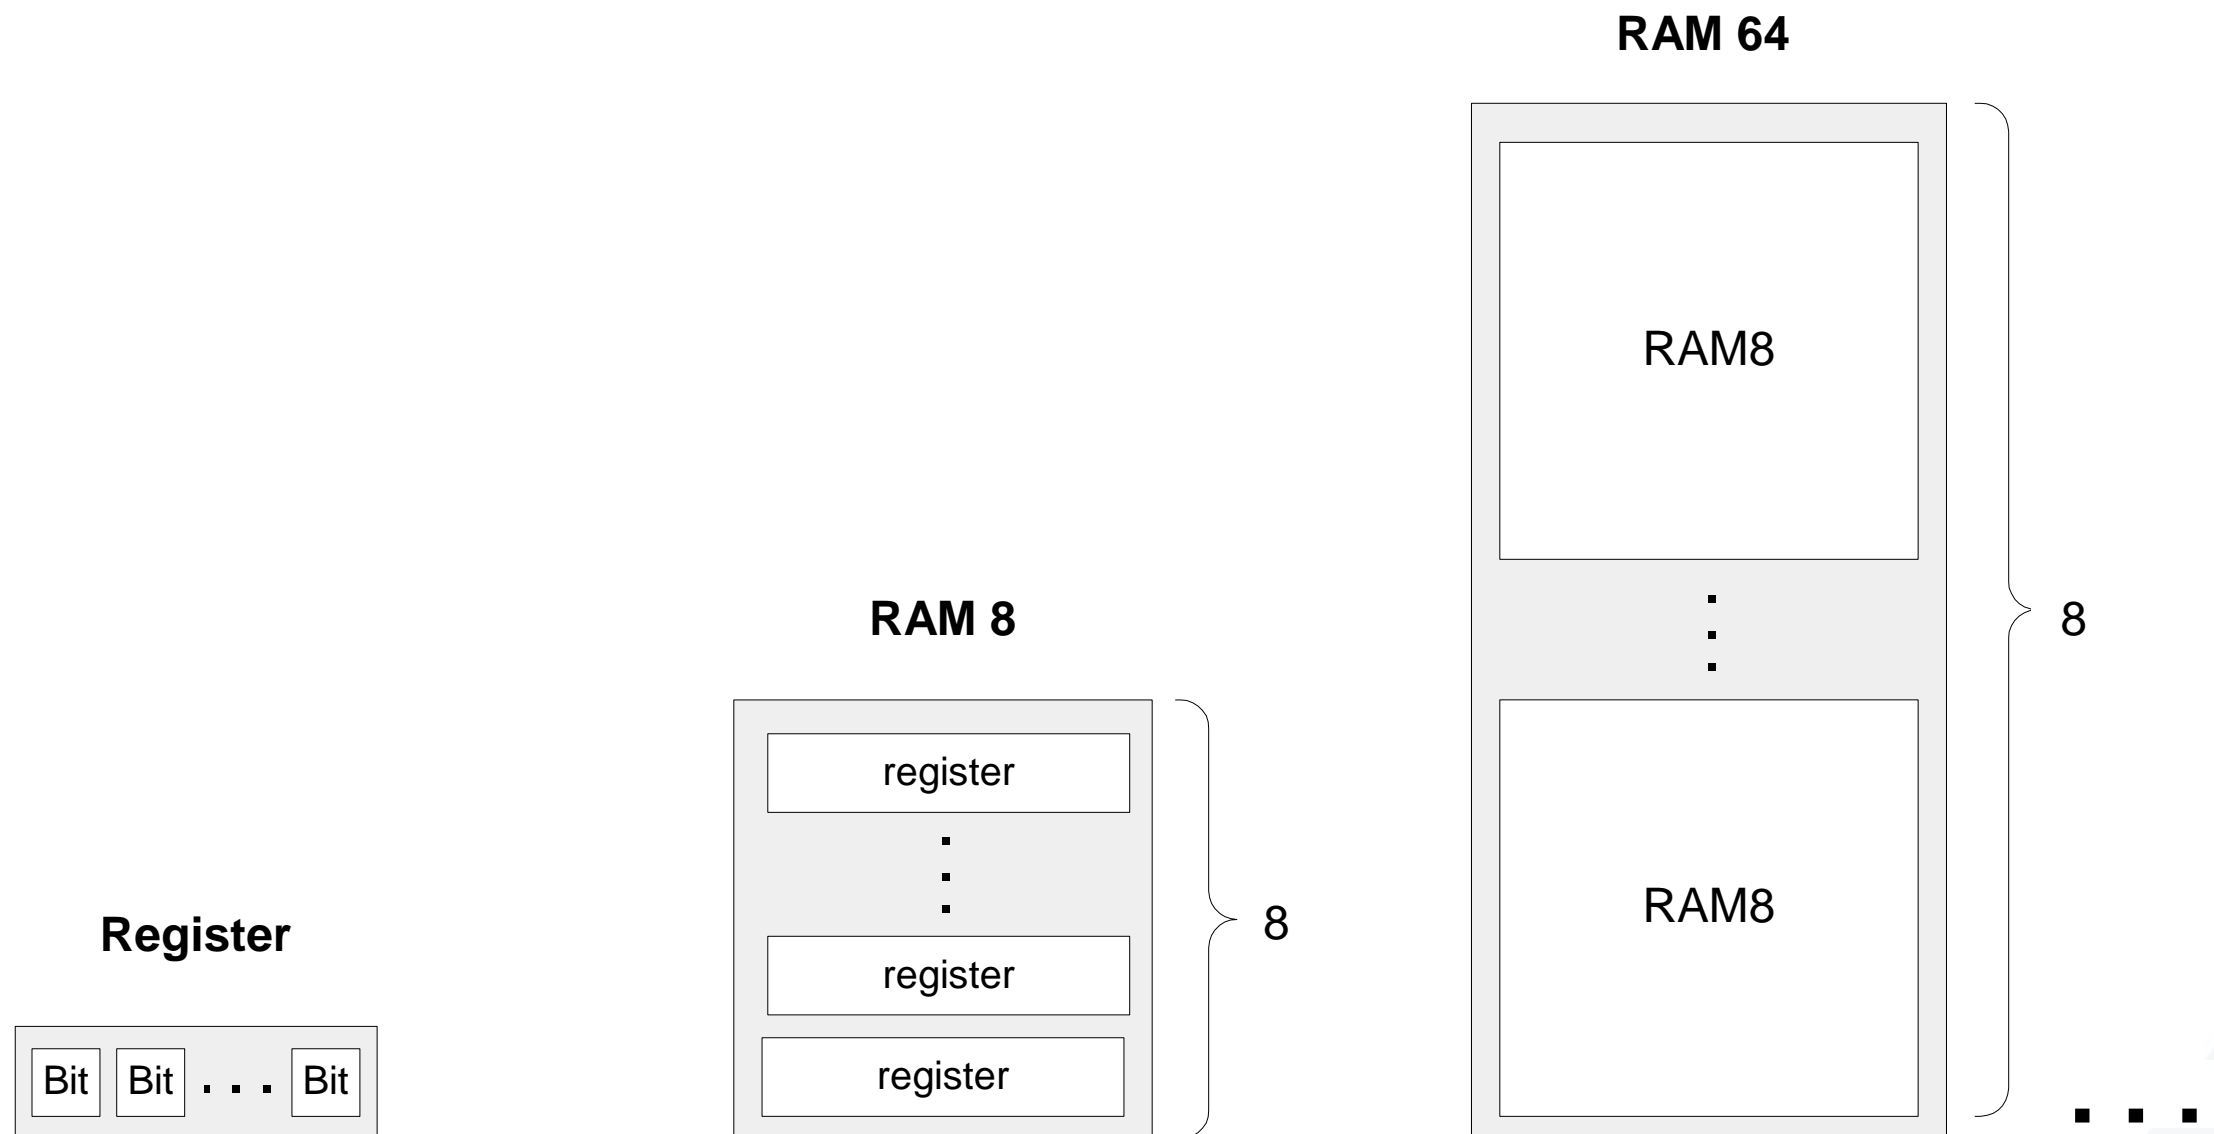 RAM 64
RAM8
RAM 8
8
register
RAM8
8
Register
register
Bit Bit . . . Bit
register
. . .